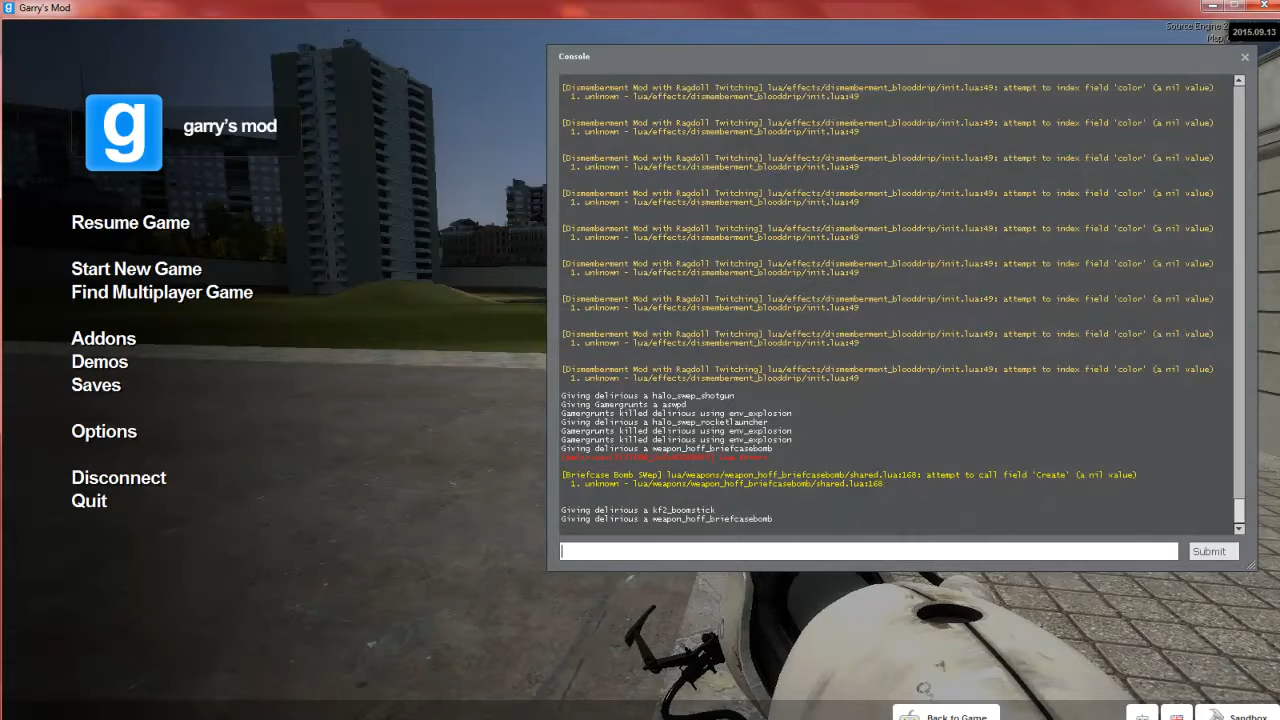 Garry's Mod
Source Engine
2015.09.13
Map
g
garry's mod
Resume Game
Start New Game
Find Multiplayer Game
Addons
Demos
Saves
Options
Disconnect
Quit
Console
[Dismemberment Mod with Ragdoll Twitching] lua/effects/dismemberment_blooddrip/init.lua:49: attempt to index field 'color' (a nil value)
1. unknown - lua/effects/dismemberment_blooddrip/init.lua:49
[Dismemberment Mod with Ragdoll Twitching] lua/effects/dismemberment_blooddrip/init.lua:49: attempt to index field 'color' (a nil value)
1. unknown - lua/effects/dismemberment_blooddrip/init.lua:49
[Dismemberment Mod with Ragdoll Twitching] lua/effects/dismemberment_blooddrip/init.lua:49: attempt to index field 'color' (a nil value)
1. unknown - lua/effects/dismemberment_blooddrip/init.lua:49
[Dismemberment Mod with Ragdoll Twitching] lua/effects/dismemberment_blooddrip/init.lua:49: attempt to index field 'color' (a nil value)
1. unknown - lua/effects/dismemberment_blooddrip/init.lua:49
[Dismemberment Mod with Ragdoll Twitching] lua/effects/dismemberment_blooddrip/init.lua:49: attempt to index field 'color' (a nil value)
1. unknown - lua/effects/dismemberment_blooddrip/init.lua:49
[Dismemberment Mod with Ragdoll Twitching] lua/effects/dismemberment_blooddrip/init.lua:49: attempt to index field 'color' (a nil value)
1. unknown - lua/effects/dismemberment_blooddrip/init.lua:49
[Dismemberment Mod with Ragdoll Twitching] lua/effects/dismemberment_blooddrip/init.lua:49: attempt to index field 'color' (a nil value)
1. unknown - lua/effects/dismemberment_blooddrip/init.lua:49
[Dismemberment Mod with Ragdoll Twitching] lua/effects/dismemberment_blooddrip/init.lua:49: attempt to index field 'color' (a nil value)
1. unknown - lua/effects/dismemberment_blooddrip/init.lua:49
[Dismemberment Mod with Ragdoll Twitching] lua/effects/dismemberment_blooddrip/init.lua:49: attempt to index field 'color' (a nil value)
1. unknown - lua/effects/dismemberment_blooddrip/init.lua:49
Giving delirious a halo_swep_shotgun
Giving Gamergrunts a aswpd
Gamergrunts killed delirious using env_explosion
Giving delirious a halo_swep_rocketlauncher
Gamergrunts killed delirious using env_explosion
Gamergrunts killed delirious using env_explosion
Giving delirious a weapon_hoff_briefcasebomb
[Briefcase Bomb SWep] lua/weapons/weapon_hoff_briefcasebomb/shared.lua:168: attempt to call field 'Create' (a nil value)
1. unknown - lua/weapons/weapon_hoff_briefcasebomb/shared.lua:168
Giving delirious a kf2_boomstick
Giving delirious a weapon_hoff_briefcasebomb
Submit
Back to Game
Sandbox